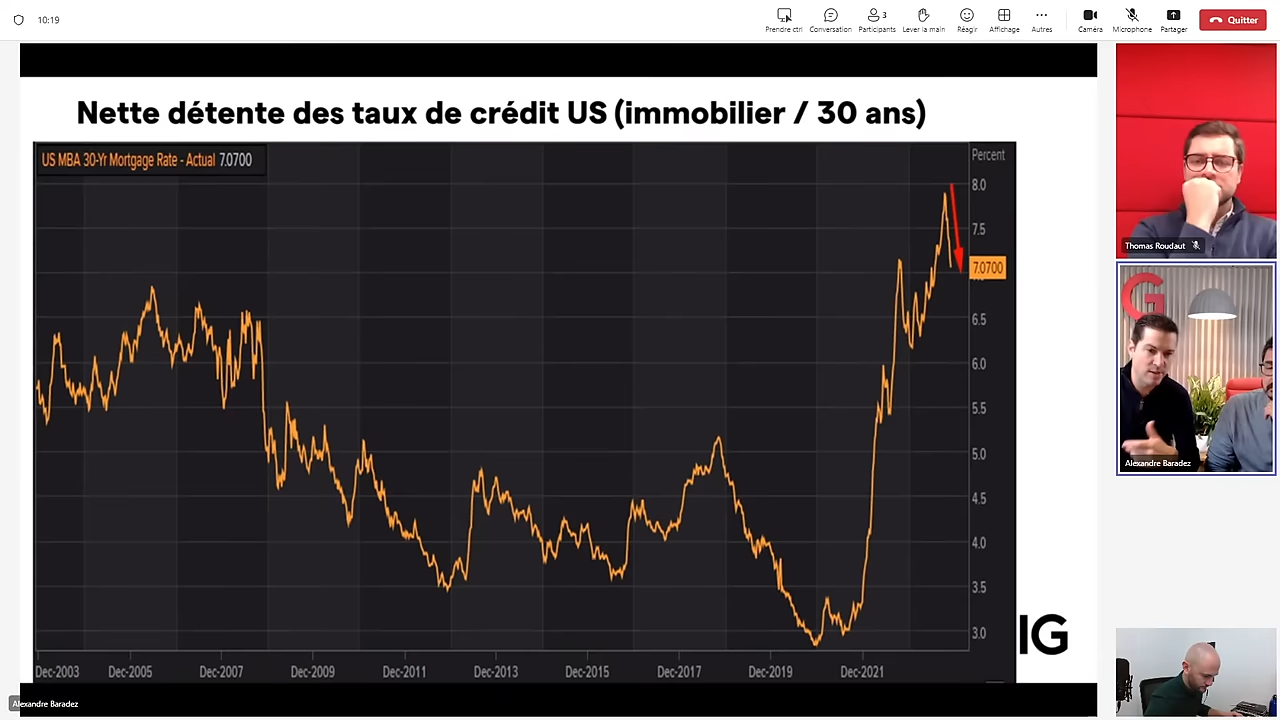 10:19
Prendre ctrl
Conversation
3
Participants
Lever la main
Réagir
Affichage
Autres
Caméra
Microphone
Partager
Quitter
Nette détente des taux de crédit US (immobilier / 30 ans)
US MBA 30-Yr Mortgage Rate - Actual 7.0700
Percent
8.0
7.5
7.0700
6.5
6.0
5.5
5.0
4.5
4.0
3.5
3.0
Dec-2003
Dec-2005
Dec-2007
Dec-2009
Dec-2011
Dec-2013
Dec-2015
Dec-2017
Dec-2019
Dec-2021
IG
Alexandre Baradez
Thomas Roudaut
G
Alexandre Baradez